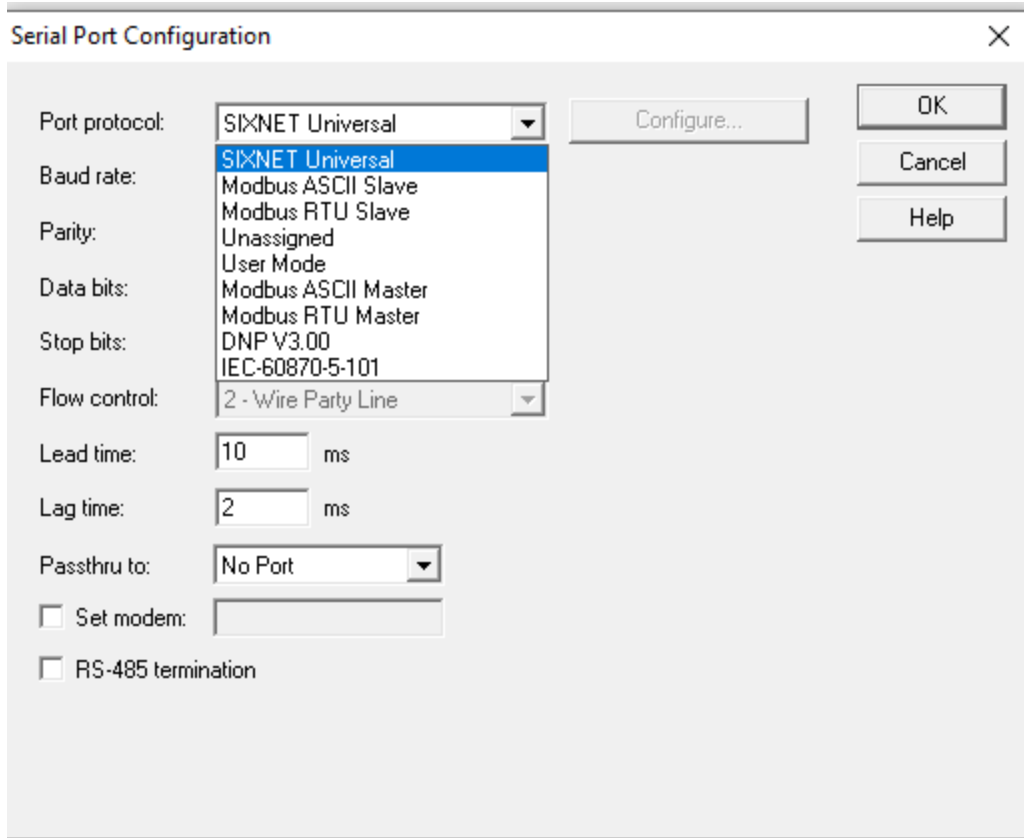 Serial Port Configuration
Port protocol: SIXNET Universal Configure... OK
SIXNET Universal
Baud rate: Cancel
Modbus ASCII Slave
Modbus RTU Slave
Parity: Help
Unassigned
User Mode
Data bits: Modbus ASCII Master
Modbus RTU Master
Stop bits: DNP V3.00
IEC-60870-5-101
Flow control: 2 - Wire Party Line
Lead time: 10 ms
Lag time: 2 ms
Passthru to: No Port
Set modem:
RS-485 termination